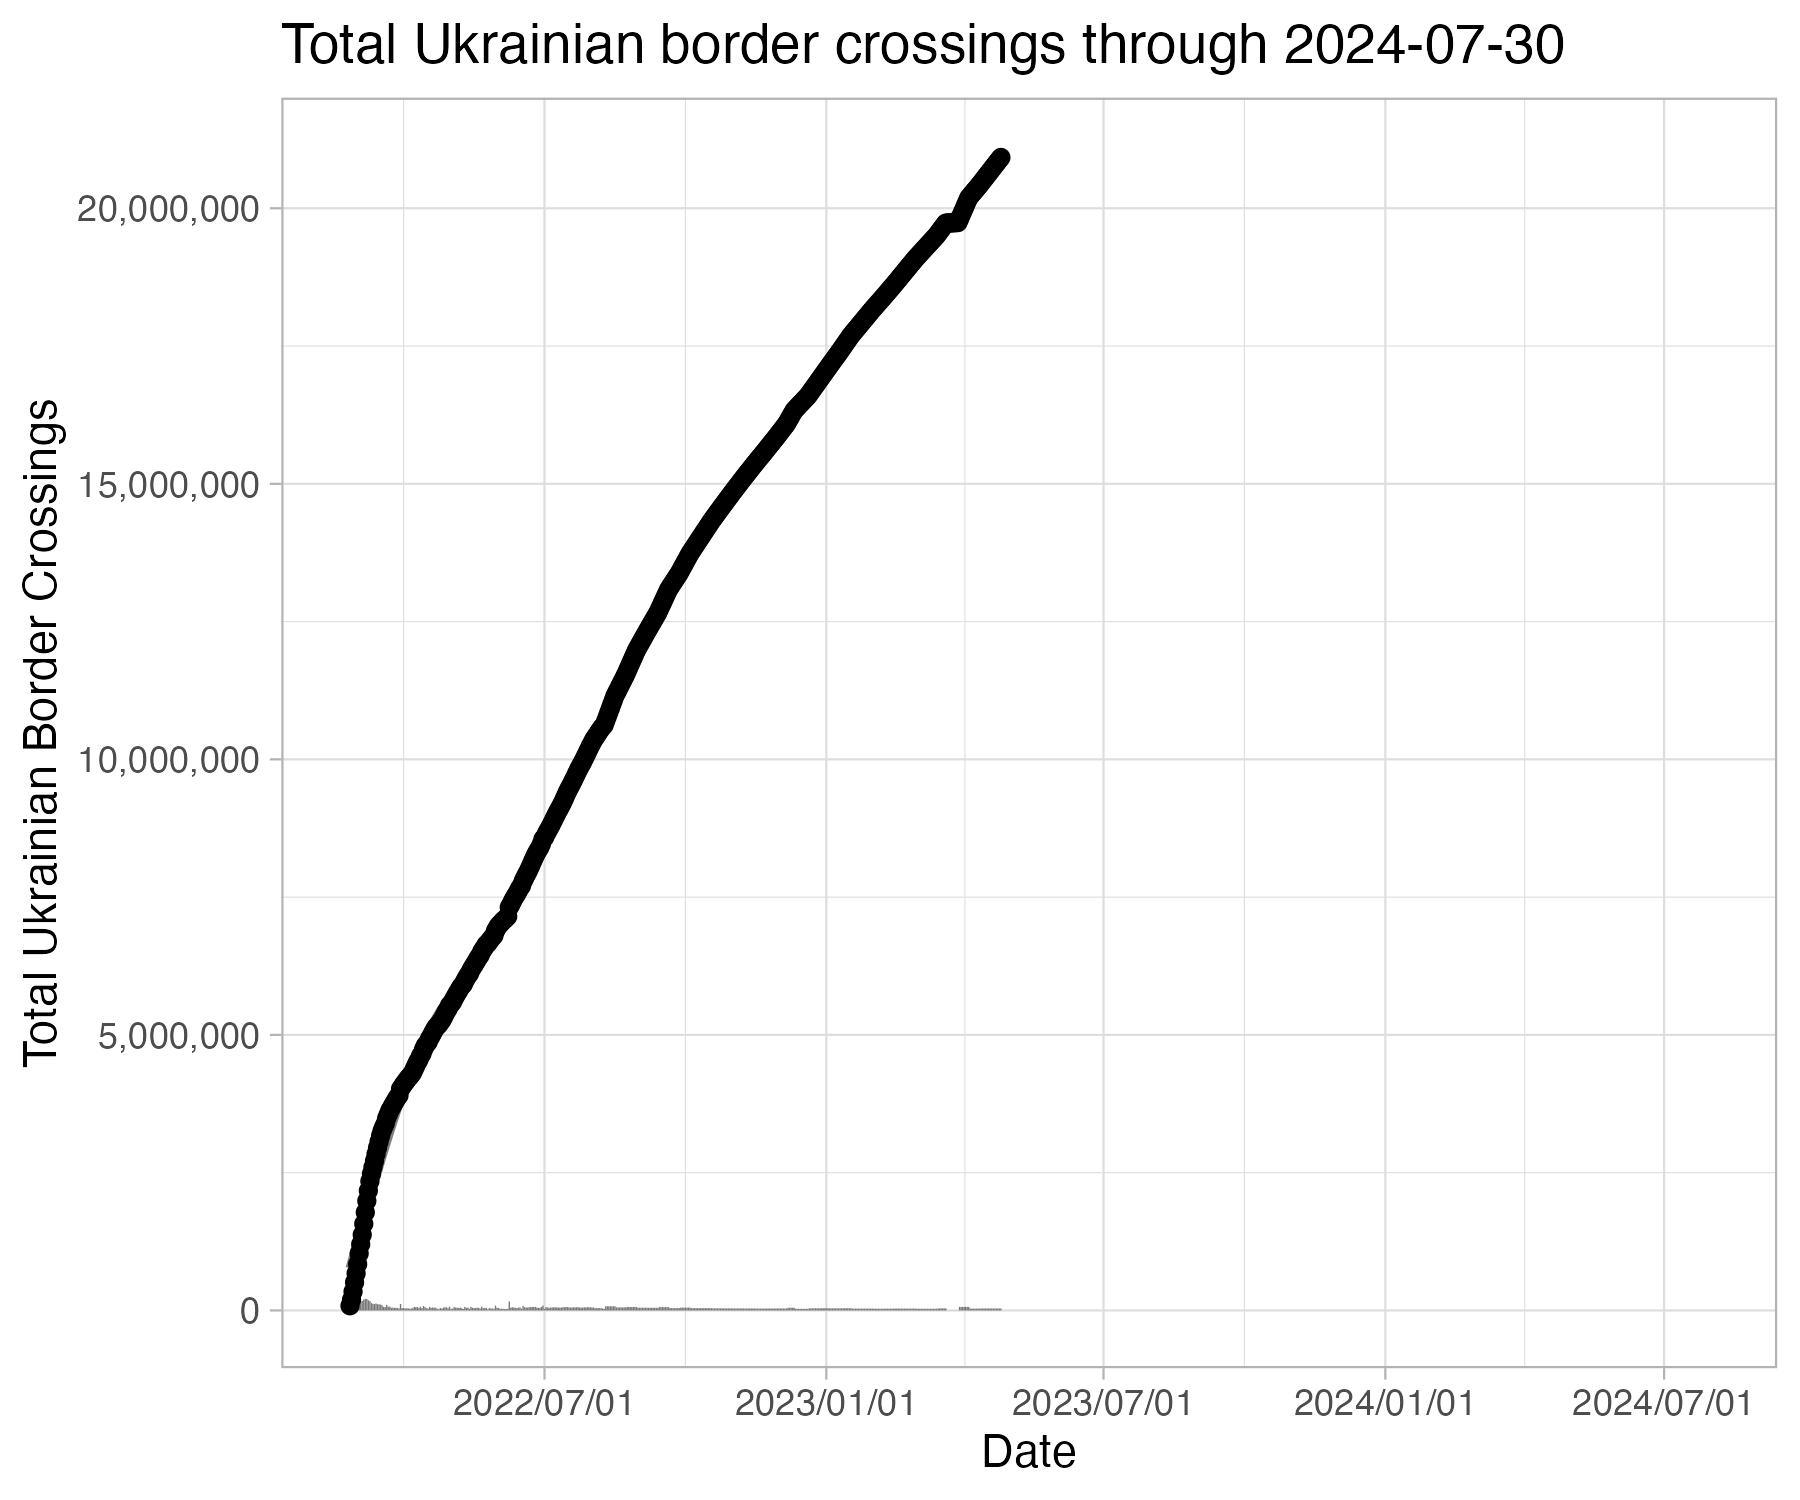 Total Ukrainian border crossings through 2024-07-30
Total Ukrainian Border Crossings
20,000,000
15,000,000
10,000,000
5,000,000
0
2022/07/01 2023/01/01 2023/07/01 2024/01/01 2024/07/01
Date